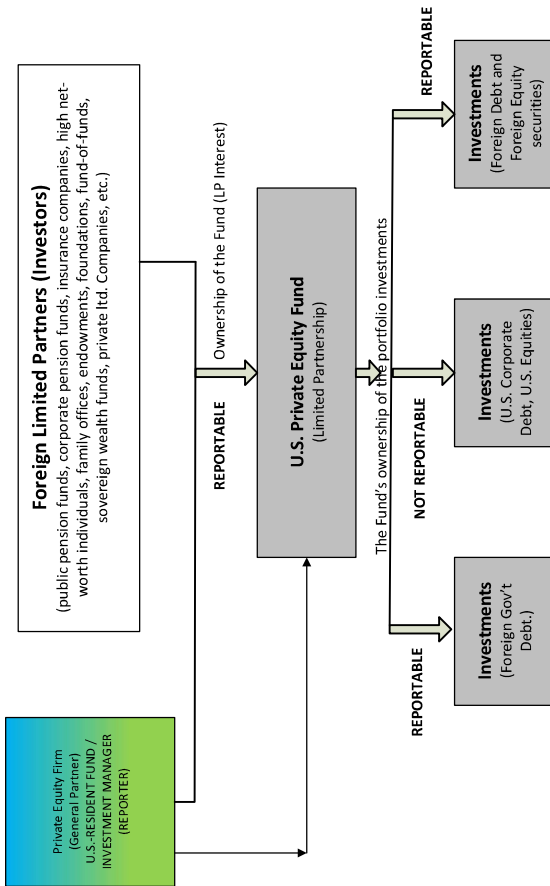 Private Equity Firm
(General Partner)
U.S.-RESIDENT FUND /
INVESTMENT MANAGER
(REPORTER)
Foreign Limited Partners (Investors)
(public pension funds, corporate pension funds, insurance companies, high net-
worth individuals, family offices, endowments, foundations, fund-of-funds,
sovereign wealth funds, private ltd. Companies, etc.)
REPORTABLE
Ownership of the Fund (LP Interest)
U.S. Private Equity Fund
(Limited Partnership)
The Fund's ownership of the portfolio investments
REPORTABLE
NOT REPORTABLE
REPORTABLE
Investments
(Foreign Gov't
Debt.)
Investments
(U.S. Corporate
Debt, U.S. Equities)
Investments
(Foreign Debt and
Foreign Equity
securities)